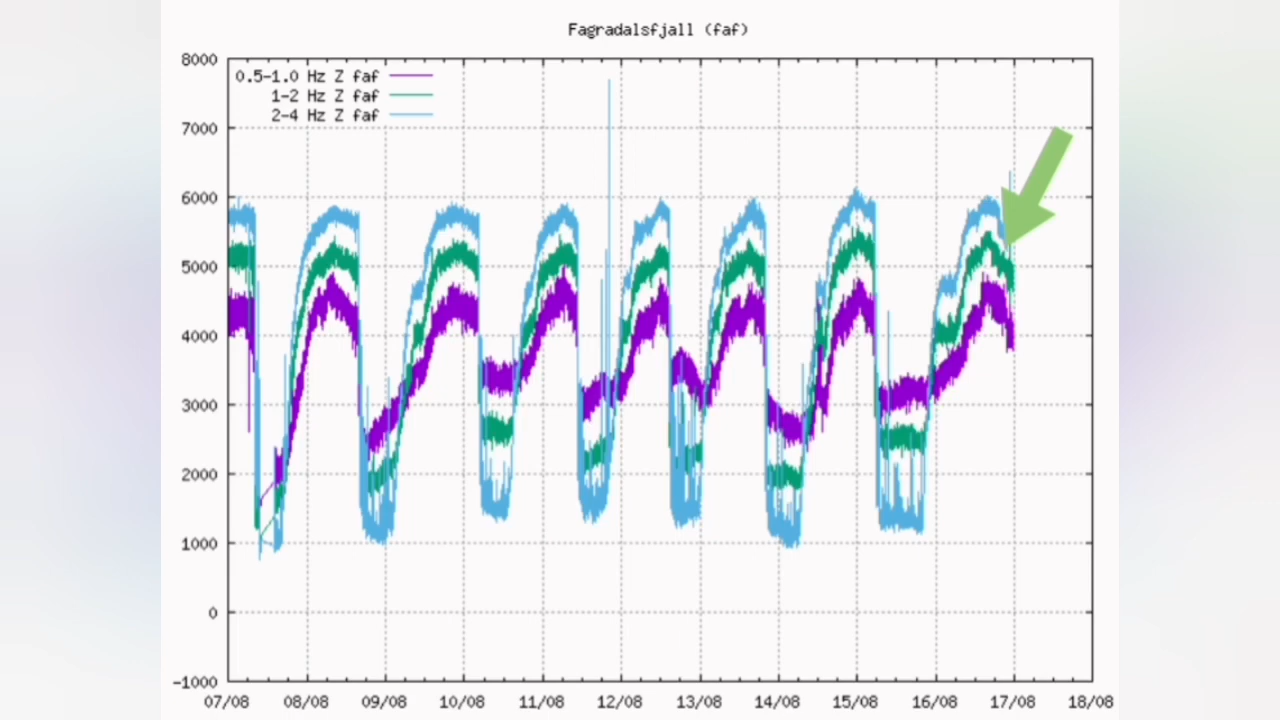 Fagradalsfjall (faf)
8000
0.5-1.0 Hz Z faf
1-2 Hz Z faf
2-4 Hz Z faf
7000
6000
5000
4000
3000
2000
1000
0
-1000
07/08 08/08 09/08 10/08 11/08 12/08 13/08 14/08 15/08 16/08 17/08 18/08